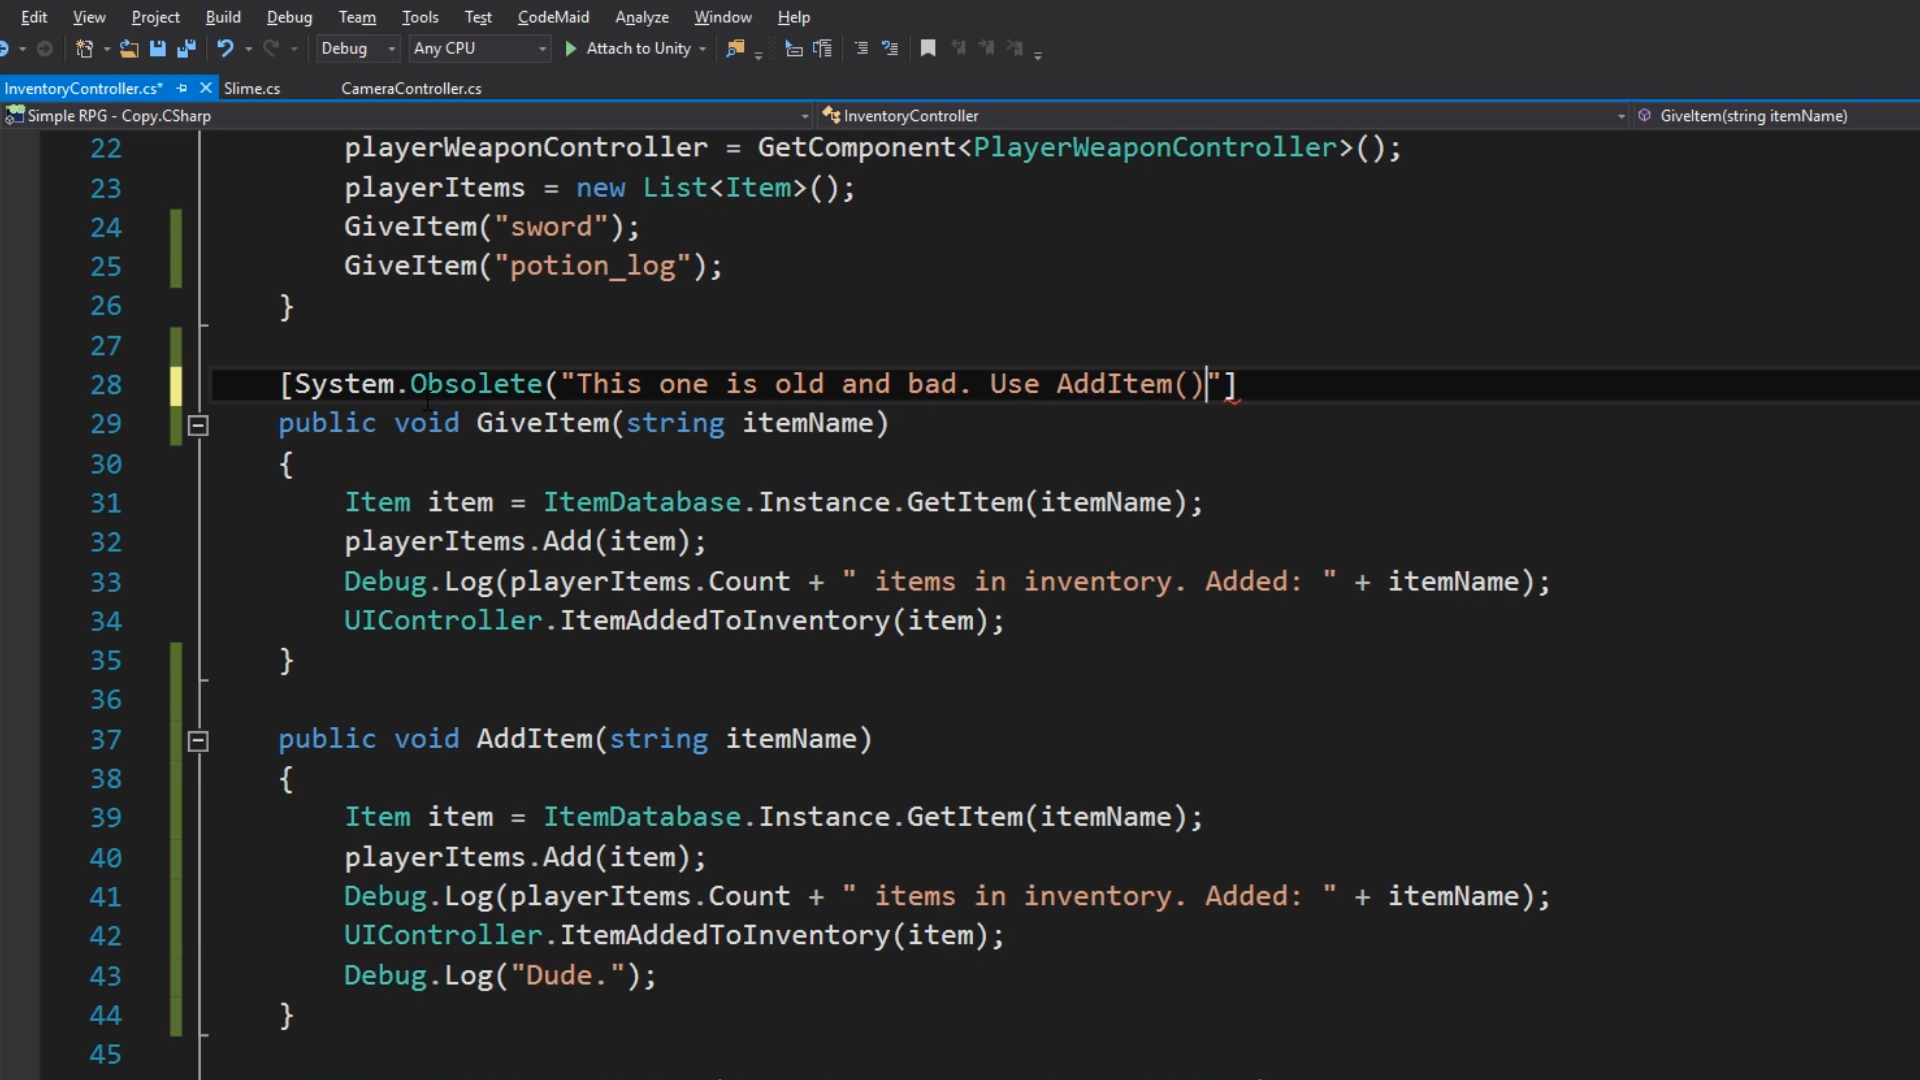 Edit View Project Build Debug Team Tools Test CodeMaid Analyze Window Help
Debug Any CPU Attach to Unity
InventoryController.cs* Slime.cs CameraController.cs
Simple RPG - Copy.CSharp InventoryController GiveItem(string itemName)
22 playerWeaponController = GetComponent<PlayerWeaponController>();
23 playerItems = new List<Item>();
24 GiveItem("sword");
25 GiveItem("potion_log");
26 }
27
28 [System.Obsolete("This one is old and bad. Use AddItem()"]
29 public void GiveItem(string itemName)
30 {
31 Item item = ItemDatabase.Instance.GetItem(itemName);
32 playerItems.Add(item);
33 Debug.Log(playerItems.Count + " items in inventory. Added: " + itemName);
34 UIController.ItemAddedToInventory(item);
35 }
36
37 public void AddItem(string itemName)
38 {
39 Item item = ItemDatabase.Instance.GetItem(itemName);
40 playerItems.Add(item);
41 Debug.Log(playerItems.Count + " items in inventory. Added: " + itemName);
42 UIController.ItemAddedToInventory(item);
43 Debug.Log("Dude.");
44 }
45